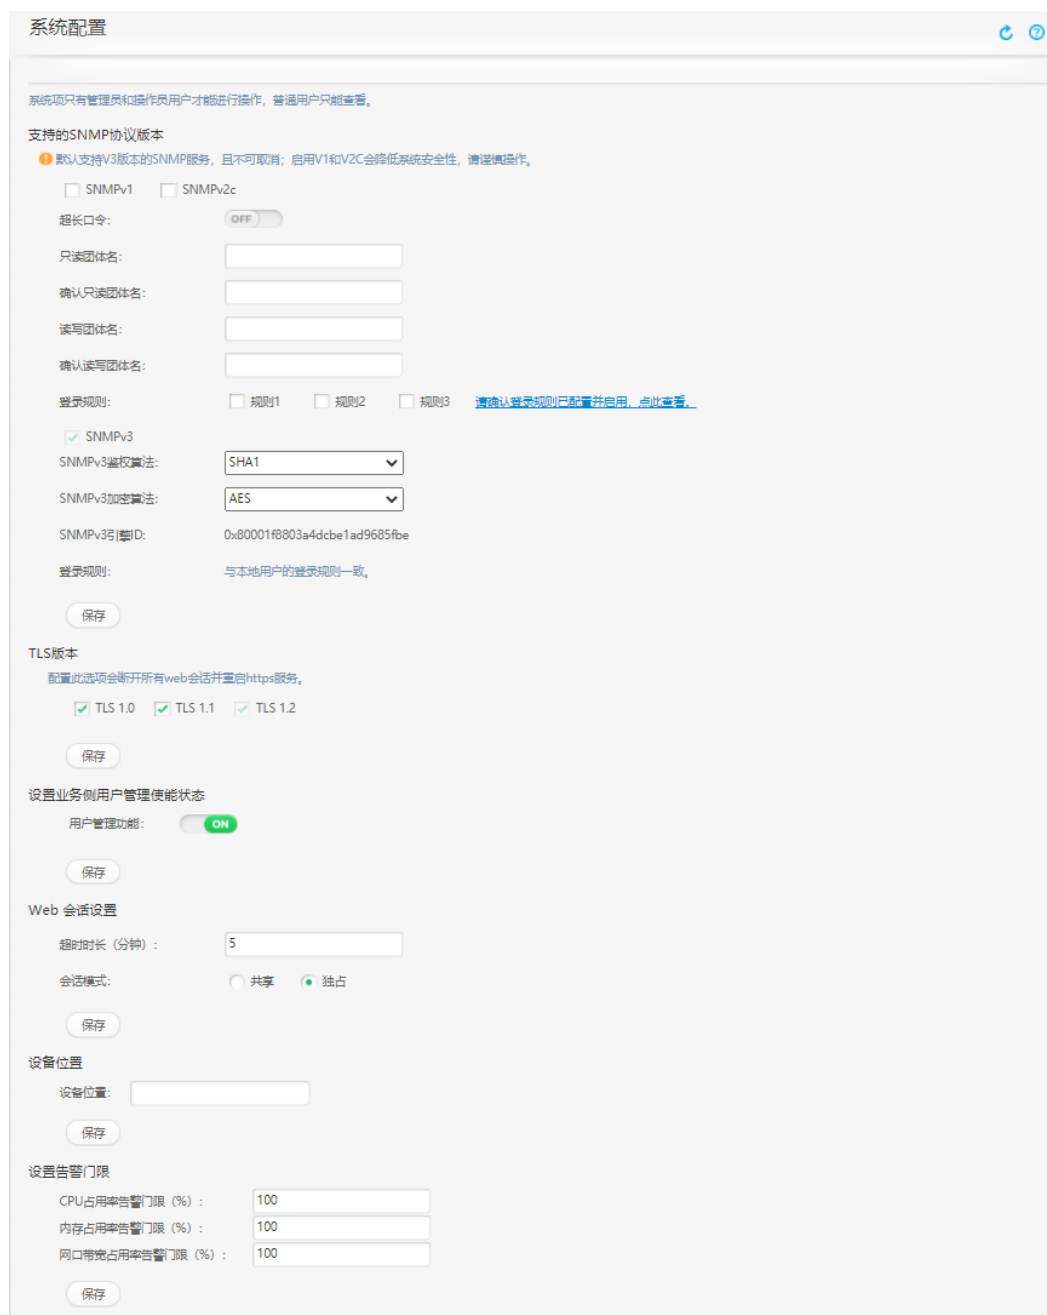 系统配置
系统项只有管理员和操作员用户才能进行操作，普通用户只能查看。
支持的SNMP协议版本
默认支持V3版本的SNMP服务，且不可取消；启用V1和V2C会降低系统安全性，请谨慎操作。
SNMPv1 SNMPv2c
超长口令: OFF
只读团体名:
确认只读团体名:
读写团体名:
确认读写团体名:
登录规则: 规则1 规则2 规则3 请确认登录规则已配置并启用，点此查看。
SNMPv3
SNMPv3鉴权算法: SHA1
SNMPv3加密算法: AES
SNMPv3引擎ID: 0x80001f8803a4dcbe1ad9685fbe
登录规则: 与本地用户的登录规则一致。
保存
TLS版本
配置此选项会断开所有web会话并重启https服务。
TLS 1.0 TLS 1.1 TLS 1.2
保存
设置业务侧用户管理使能状态
用户管理功能: ON
保存
Web 会话设置
超时时长（分钟）: 5
会话模式: 共享 独占
保存
设备位置
设备位置:
保存
设置告警门限
CPU占用率告警门限（%）: 100
内存占用率告警门限（%）: 100
网口带宽占用率告警门限（%）: 100
保存